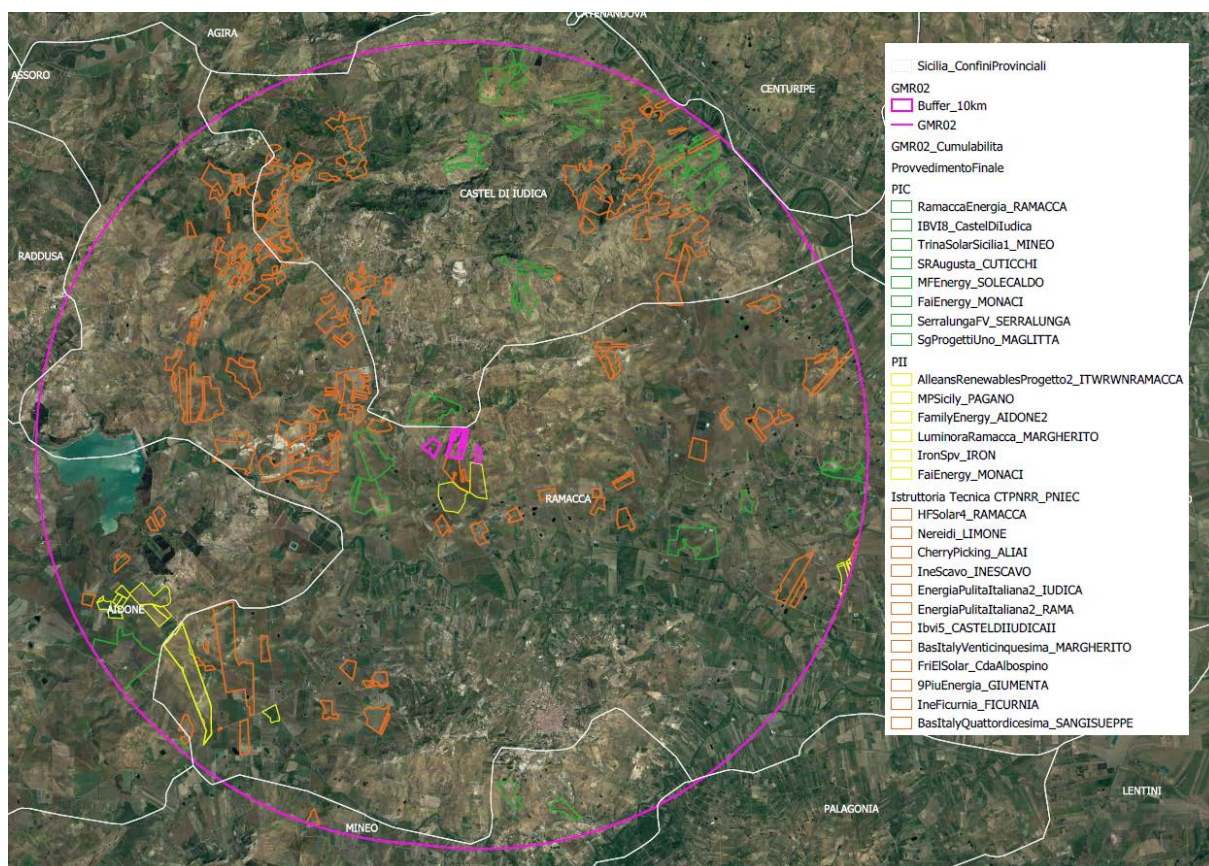 CATENANUOVA
AGIRA
ASSORO
CENTURIPE
CASTEL DI IUDICA
RADDUSA
RAMACCA
AIDONE
MINEO
PALAGONIA
LENTINI
Sicilia_ConfiniProvinciali
GMR02
Buffer_10km
GMR02
GMR02_Cumulabilita
ProvvedimentoFinale
PIC
RamaccaEnergia_RAMACCA
IBVI8_CastelDiIudica
TrinaSolarSicilia1_MINEO
SRAugusta_CUTICCHI
MFEnergy_SOLECALDO
FaiEnergy_MONACI
SerralungaFV_SERRALUNGA
SgProgettiUno_MAGLITTA
PII
AlleansRenewablesProgetto2_ITWRWNRAMACCA
MPSicily_PAGANO
FamilyEnergy_AIDONE2
LuminoraRamacca_MARGHERITO
IronSpv_IRON
FaiEnergy_MONACI
Istruttoria Tecnica CTPNRR_PNIEC
HFSolar4_RAMACCA
Nereidi_LIMONE
CherryPicking_ALIAI
IneScavo_INESCAVO
EnergiaPulitaItaliana2_IUDICA
EnergiaPulitaItaliana2_RAMA
Ibvi5_CASTELDIIUDICAII
BasItalyVenticinquesima_MARGHERITO
FriElSolar_CdaAlbospino
9PiuEnergia_GIUMENTA
IneFicurnia_FICURNIA
BasItalyQuattordicesima_SANGISUEPPE